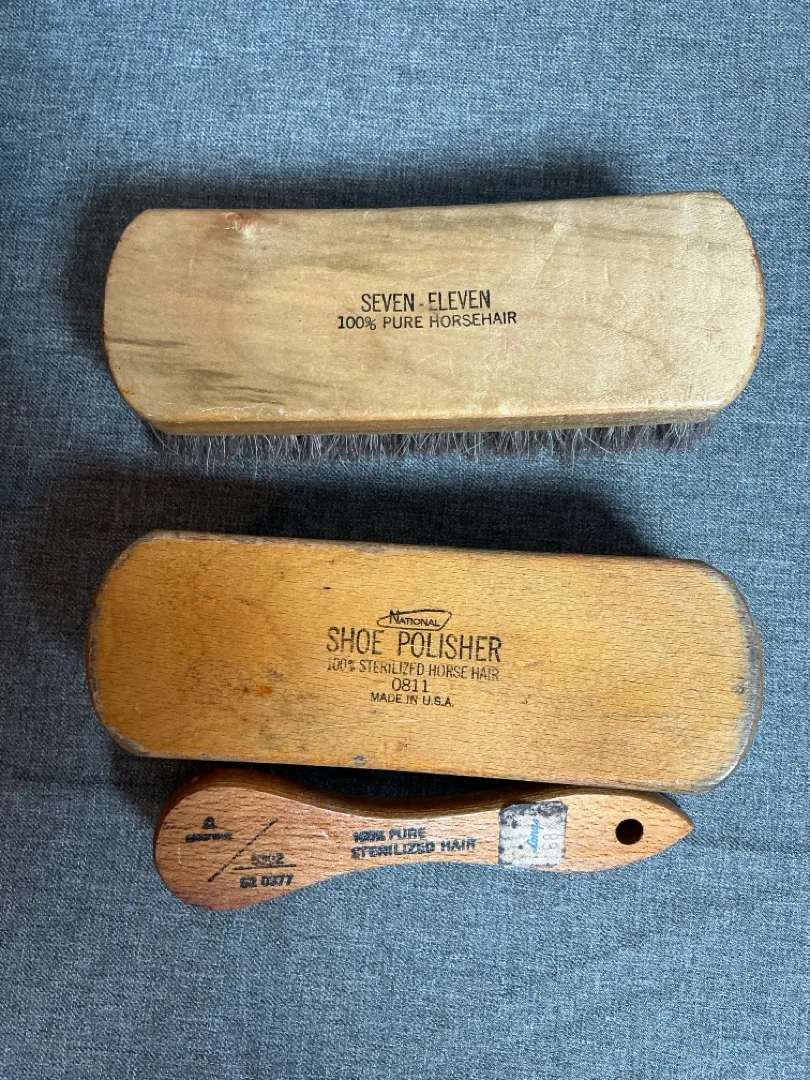 SEVEN - ELEVEN
100% PURE HORSEHAIR
NATIONAL
SHOE POLISHER
100% STERILIZED HORSE HAIR
0811
MADE IN U.S.A.
100% PURE
STERILIZED HAIR